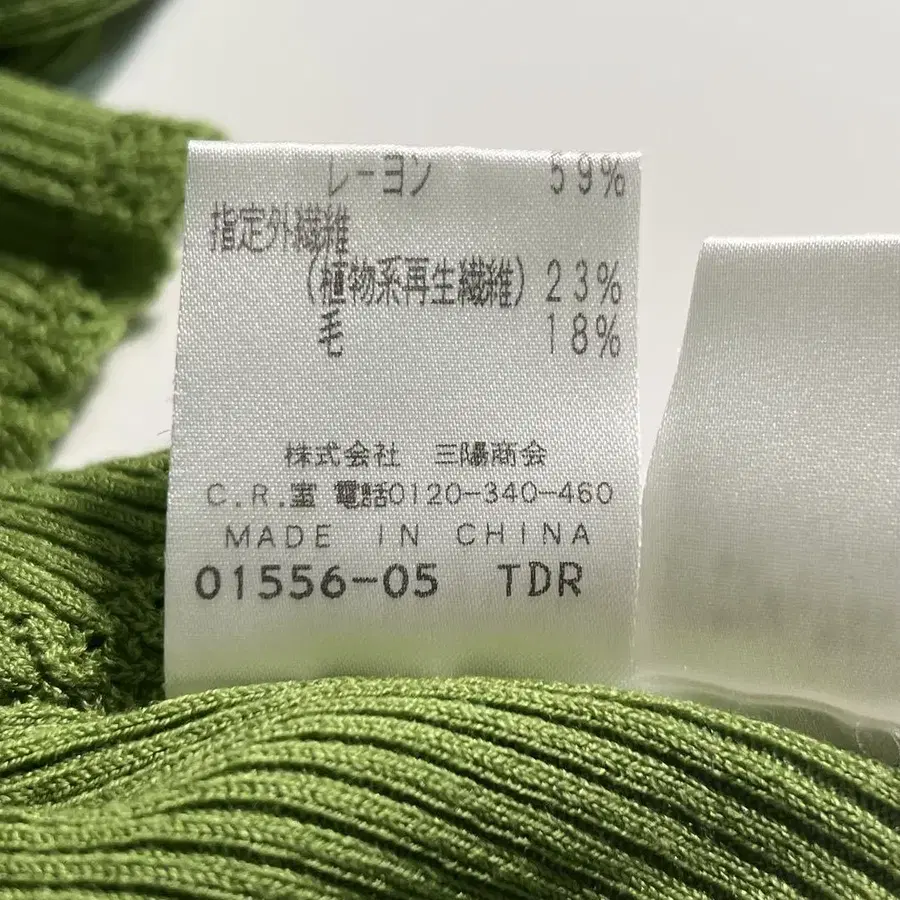 レーヨン 59%
指定外繊維
(植物系再生繊維) 23%
毛 18%
株式会社 三陽商会
C.R.室 電話0120-340-460
MADE IN CHINA
01556-05 TDR